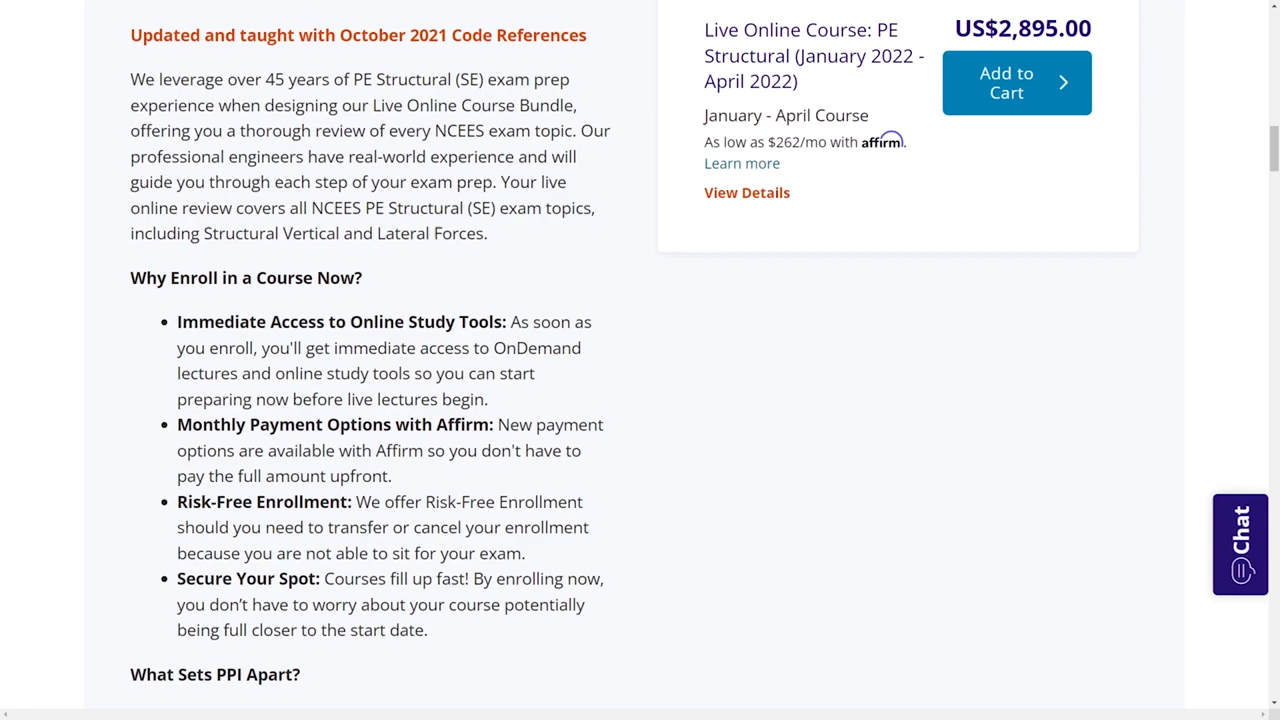 Updated and taught with October 2021 Code References
We leverage over 45 years of PE Structural (SE) exam prep
experience when designing our Live Online Course Bundle,
offering you a thorough review of every NCEES exam topic. Our
professional engineers have real-world experience and will
guide you through each step of your exam prep. Your live
online review covers all NCEES PE Structural (SE) exam topics,
including Structural Vertical and Lateral Forces.
Why Enroll in a Course Now?
• Immediate Access to Online Study Tools: As soon as
you enroll, you'll get immediate access to OnDemand
lectures and online study tools so you can start
preparing now before live lectures begin.
• Monthly Payment Options with Affirm: New payment
options are available with Affirm so you don't have to
pay the full amount upfront.
• Risk-Free Enrollment: We offer Risk-Free Enrollment
should you need to transfer or cancel your enrollment
because you are not able to sit for your exam.
• Secure Your Spot: Courses fill up fast! By enrolling now,
you don’t have to worry about your course potentially
being full closer to the start date.
What Sets PPI Apart?
Live Online Course: PE
Structural (January 2022 -
April 2022)
January - April Course
As low as $262/mo with affirm.
Learn more
View Details
US$2,895.00
Add to
Cart
Chat